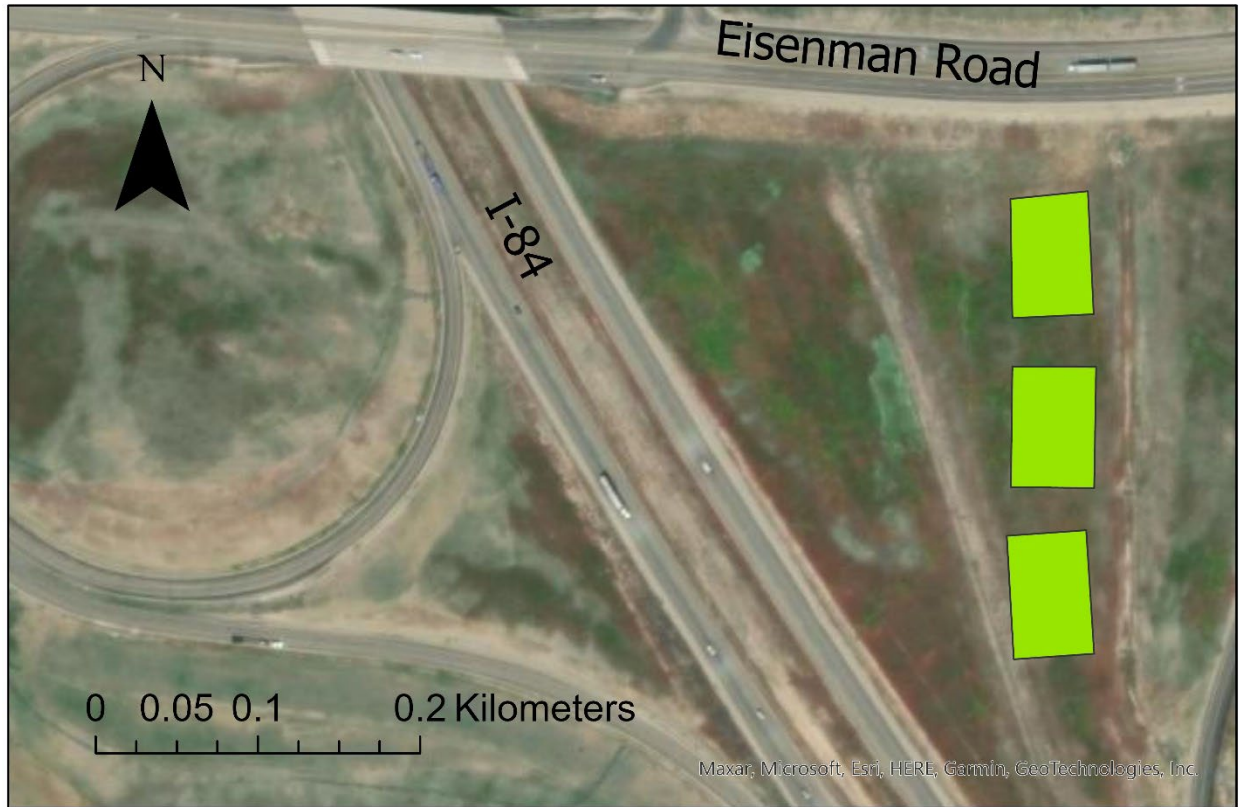 Eisenman Road
N
I-84
0 0.05 0.1 0.2 Kilometers
Maxar, Microsoft, Esri, HERE, Garmin, GeoTechnologies, Inc.